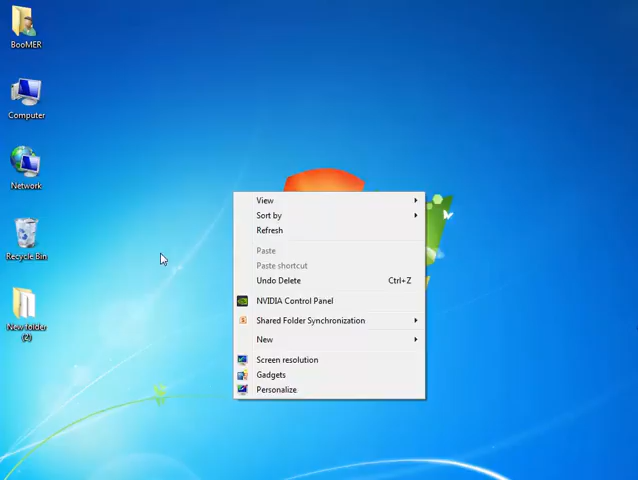 BooMER
Computer
Network
Recycle Bin
New folder
(2)
View
Sort by
Refresh
Paste
Paste shortcut
Undo Delete Ctrl+Z
NVIDIA Control Panel
Shared Folder Synchronization
New
Screen resolution
Gadgets
Personalize